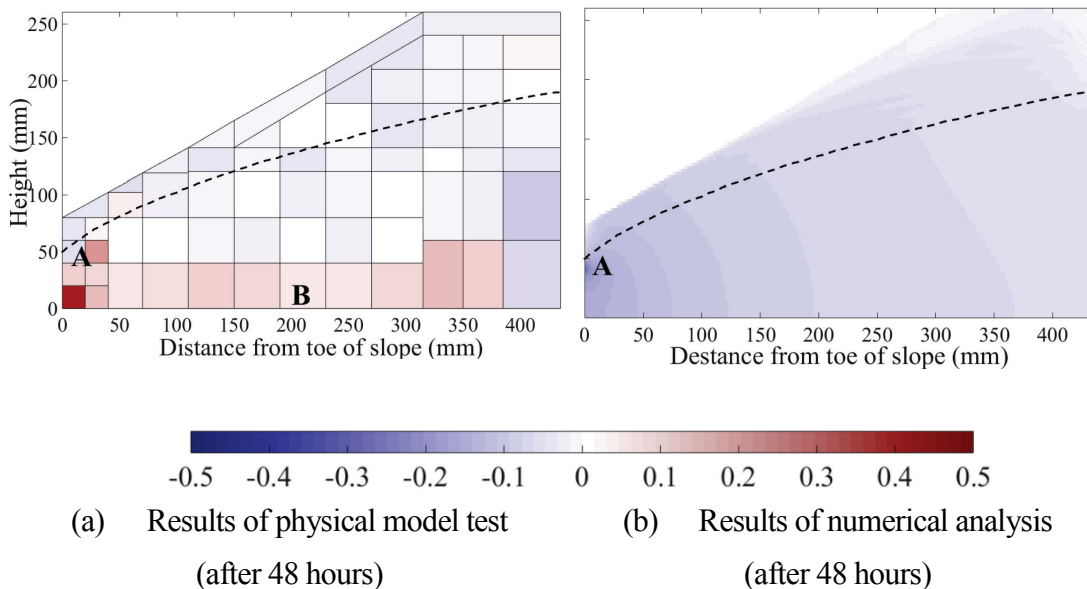 250
200
150
100
50
0
Height (mm)
A
B
0 50 100 150 200 250 300 350 400
Distance from toe of slope (mm)
A
0 50 100 150 200 250 300 350 400
Destance from toe of slope (mm)
-0.5 -0.4 -0.3 -0.2 -0.1 0 0.1 0.2 0.3 0.4 0.5
(a) Results of physical model test
(after 48 hours)
(b) Results of numerical analysis
(after 48 hours)